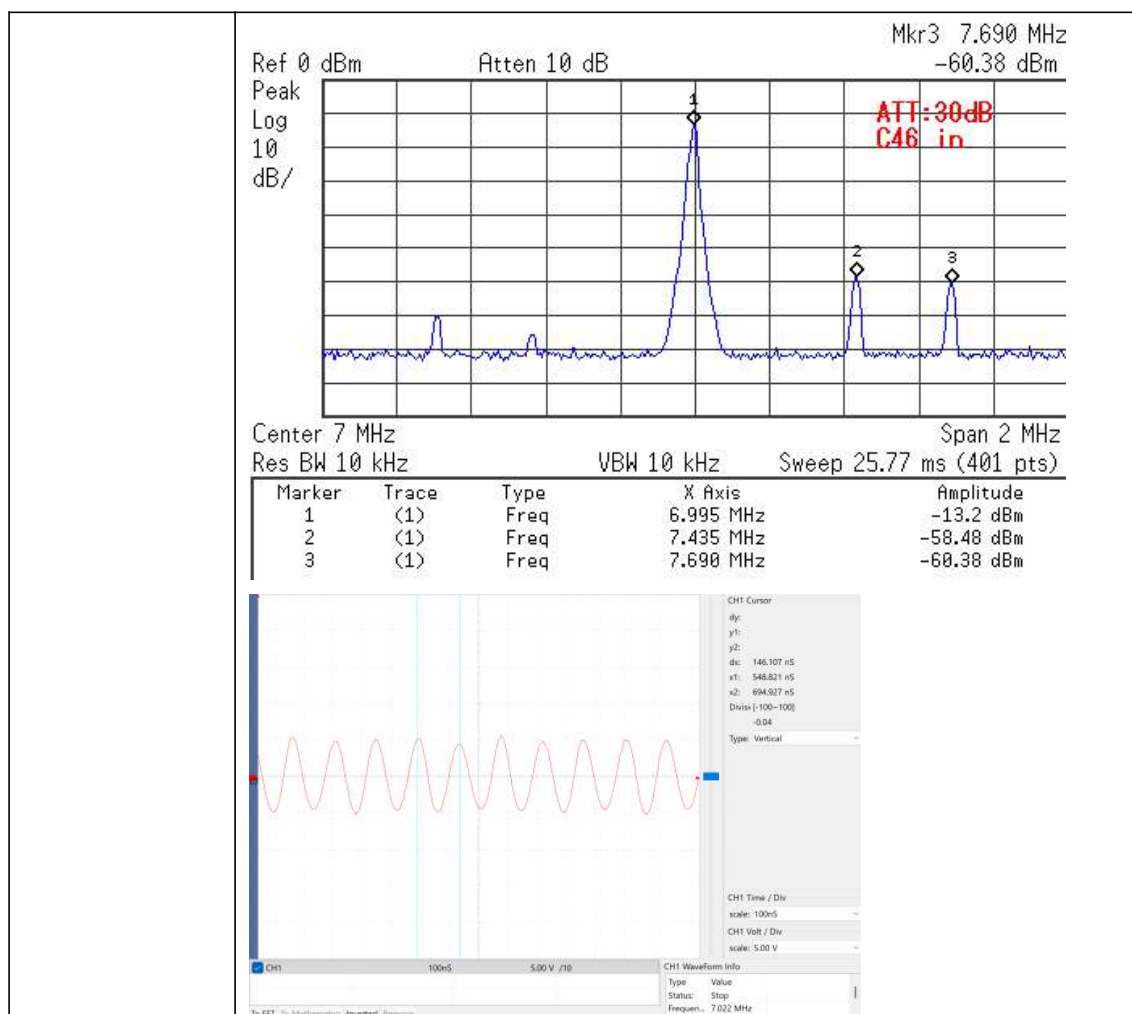 Mkr3 7.690 MHz
Ref 0 dBm Atten 10 dB -60.38 dBm
Peak
Log
10
dB/
1
ATT:30dB
C46 in
2
3
Center 7 MHz Span 2 MHz
Res BW 10 kHz VBW 10 kHz Sweep 25.77 ms (401 pts)
Marker Trace Type X Axis Amplitude
1 (1) Freq 6.995 MHz -13.2 dBm
2 (1) Freq 7.435 MHz -58.48 dBm
3 (1) Freq 7.690 MHz -60.38 dBm
CH1 Cursor
dy:
y1:
y2:
dx: 146.107 nS
x1: 548.821 nS
x2: 694.927 nS
Divisi [-100~100]
-0.04
Type: Vertical
CH1 Time / Div
scale: 100nS
CH1 Volt / Div
scale: 5.00 V
CH1 100nS 5.00 V /10
CH1 WaveForm Info
Type Value
Status: Stop
Frequen... 7.022 MHz